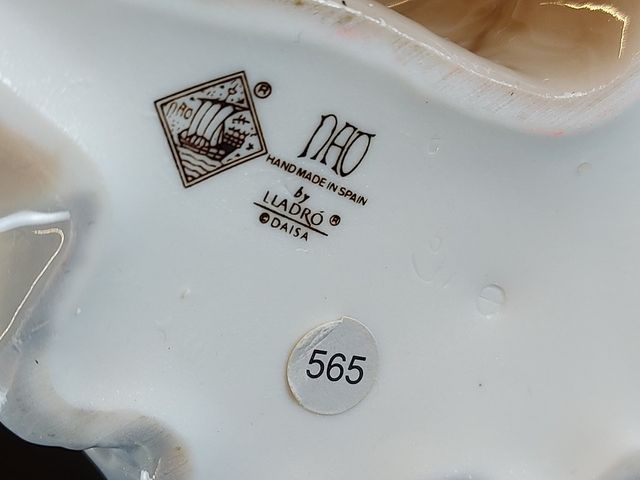 NAO
®
NAO
HAND MADE IN SPAIN
by
LLADRÓ ®
© DAISA
565